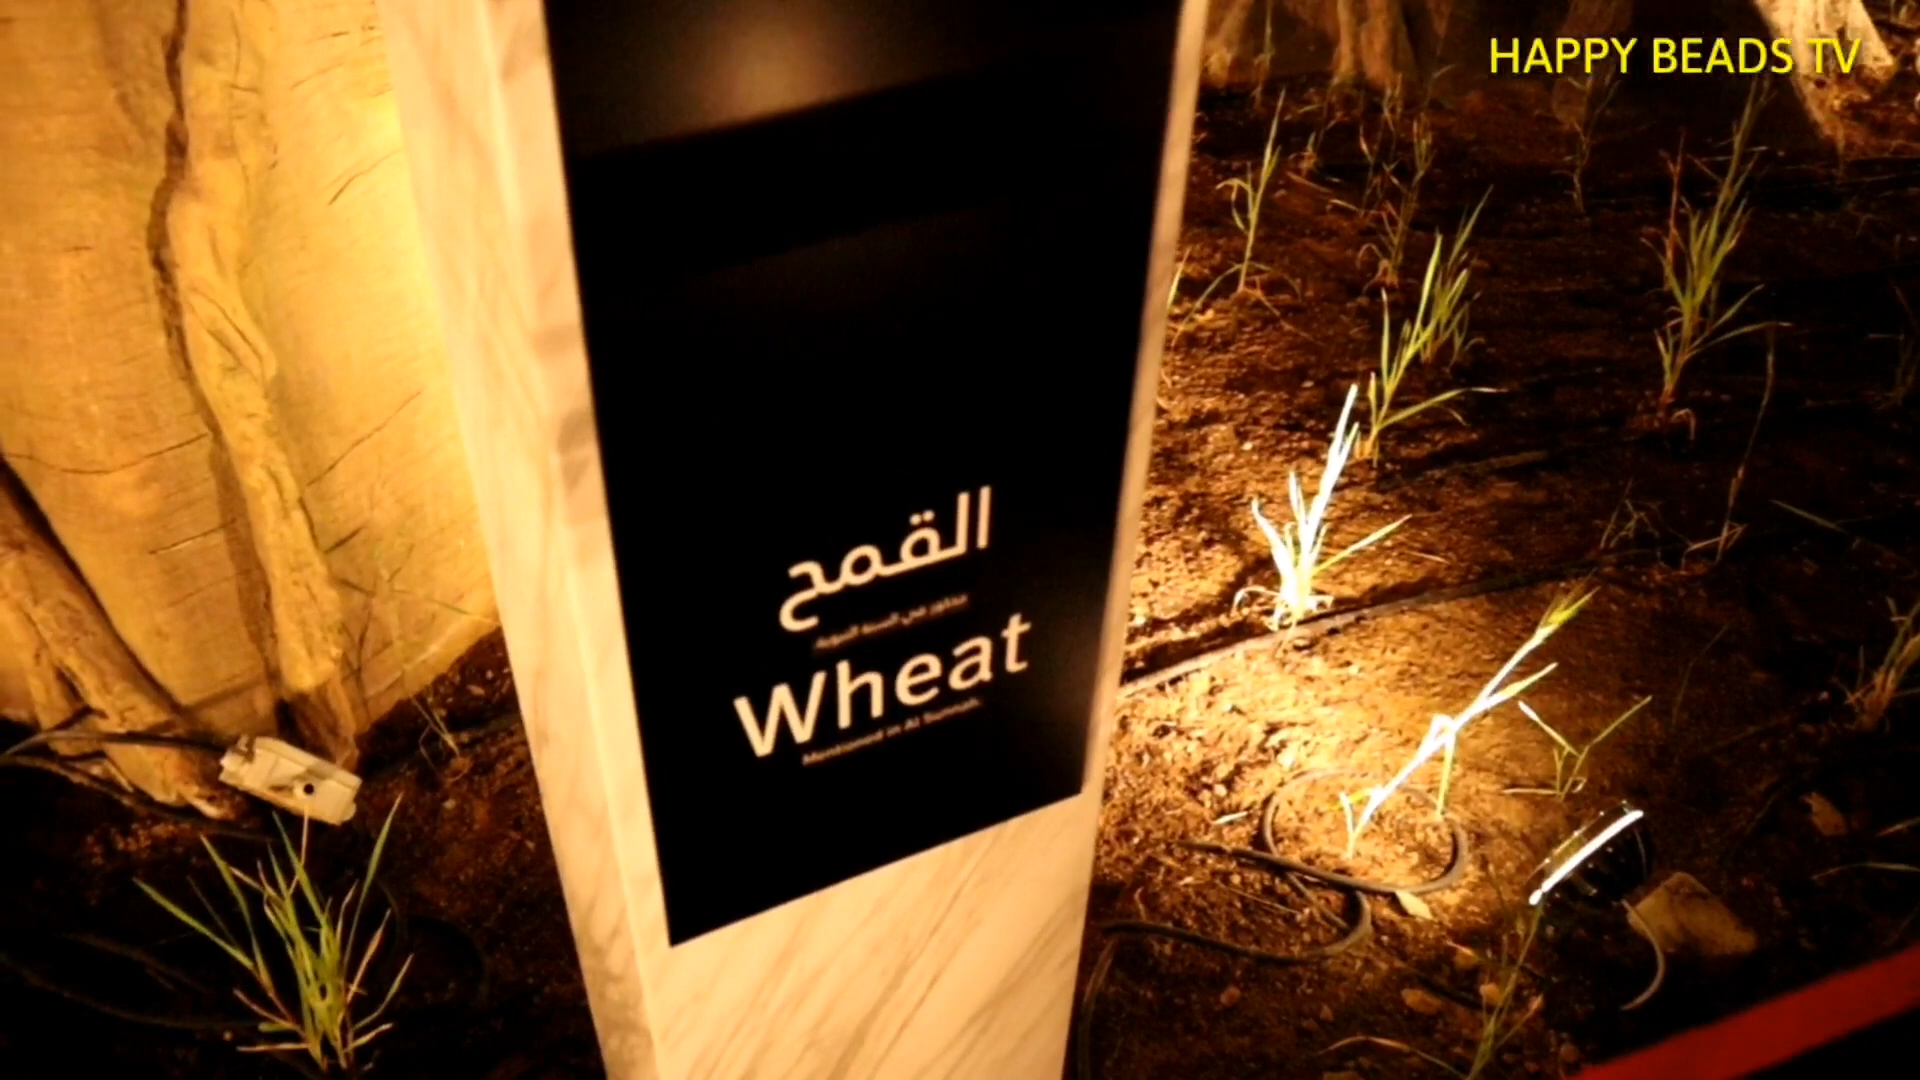 HAPPY BEADS TV
القمح
مذكور في السنة النبوية
Wheat
Mentioned in Al Sunnah.